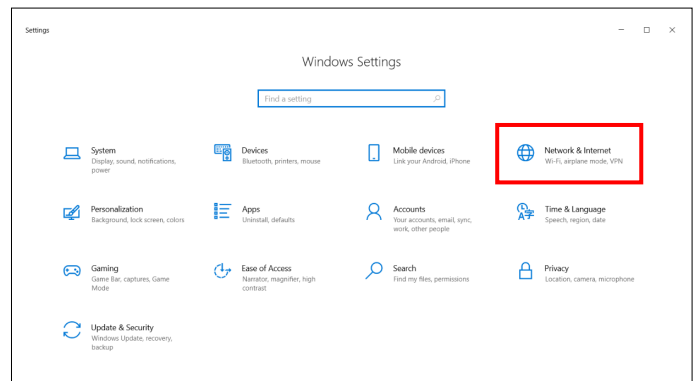 Settings
Windows Settings
Find a setting
System
Display, sound, notifications,
power
Devices
Bluetooth, printers, mouse
Mobile devices
Link your Android, iPhone
Network & Internet
Wi-Fi, airplane mode, VPN
Personalization
Background, lock screen, colors
Apps
Uninstall, defaults
Accounts
Your accounts, email, sync,
work, other people
Time & Language
Speech, region, date
Gaming
Game Bar, captures, Game
Mode
Ease of Access
Narrator, magnifier, high
contrast
Search
Find my files, permissions
Privacy
Location, camera, microphone
Update & Security
Windows Update, recovery,
backup